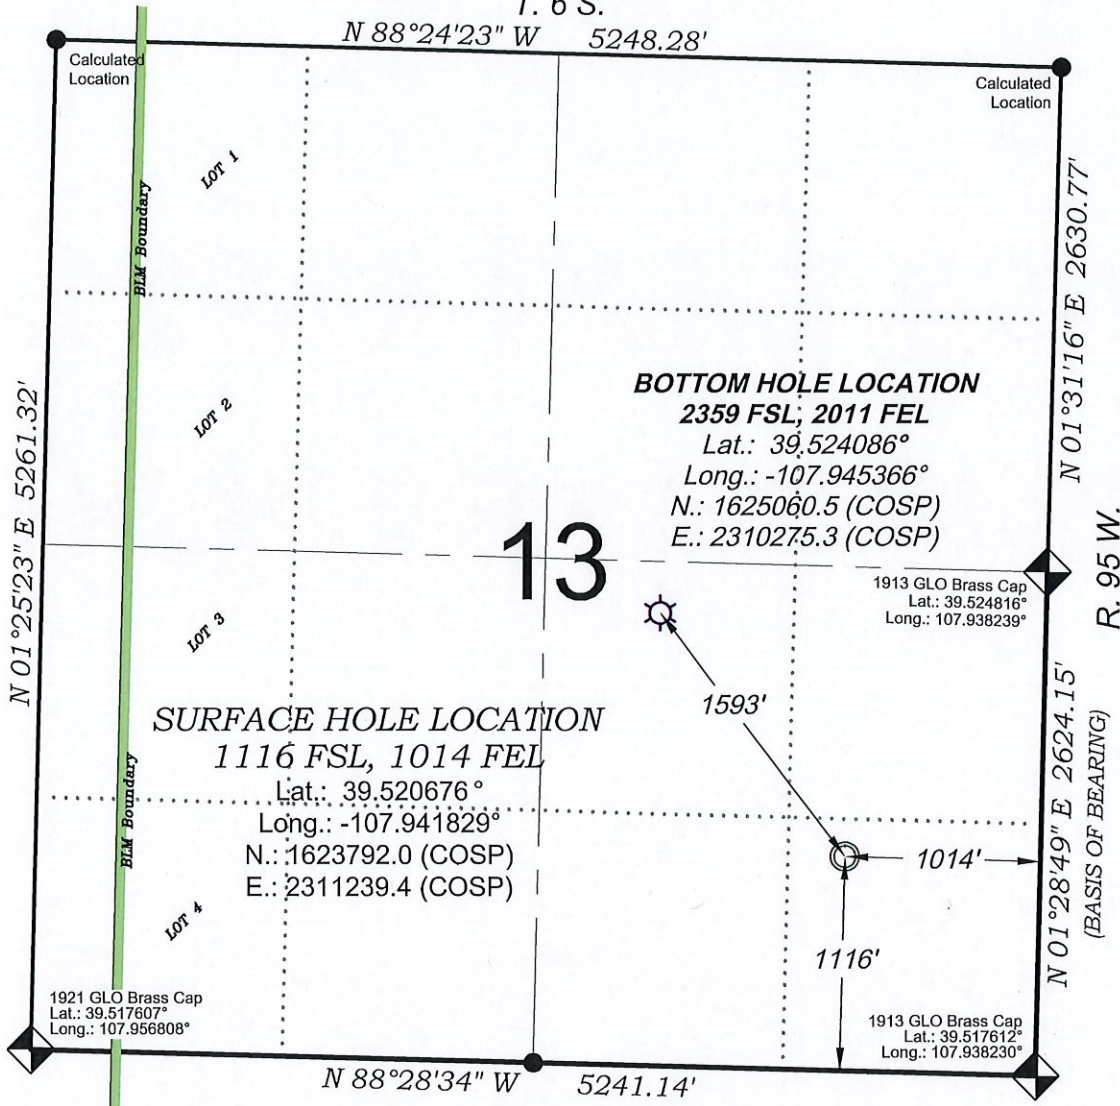 T. 6 S.
N 88°24'23" W 5248.28'
Calculated
Location
Calculated
Location
LOT 1
BLM Boundary
N 01°31'16" E 2630.77'
LOT 2
BOTTOM HOLE LOCATION
2359 FSL, 2011 FEL
Lat.: 39.524086°
Long.: -107.945366°
N.: 1625060.5 (COSP)
E.: 2310275.3 (COSP)
N 01°25'23" E 5261.32'
13
R. 95 W.
1913 GLO Brass Cap
Lat.: 39.524816°
Long.: 107.938239°
LOT 3
1593'
SURFACE HOLE LOCATION
1116 FSL, 1014 FEL
Lat.: 39.520676°
Long.: -107.941829°
N.: 1623792.0 (COSP)
E.: 2311239.4 (COSP)
BLM Boundary
N 01°28'49" E 2624.15'
(BASIS OF BEARING)
1014'
LOT 4
1116'
1921 GLO Brass Cap
Lat.: 39.517607°
Long.: 107.956808°
1913 GLO Brass Cap
Lat.: 39.517612°
Long.: 107.938230°
N 88°28'34" W 5241.14'